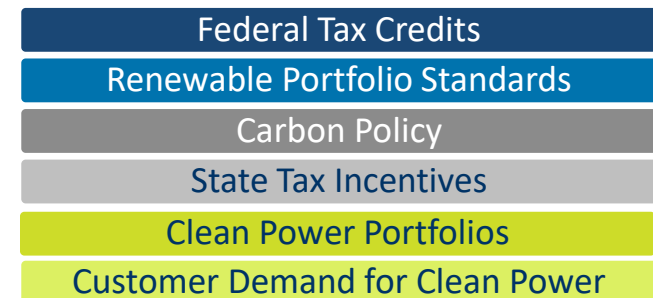 Federal Tax Credits
Renewable Portfolio Standards
Carbon Policy
State Tax Incentives
Clean Power Portfolios
Customer Demand for Clean Power